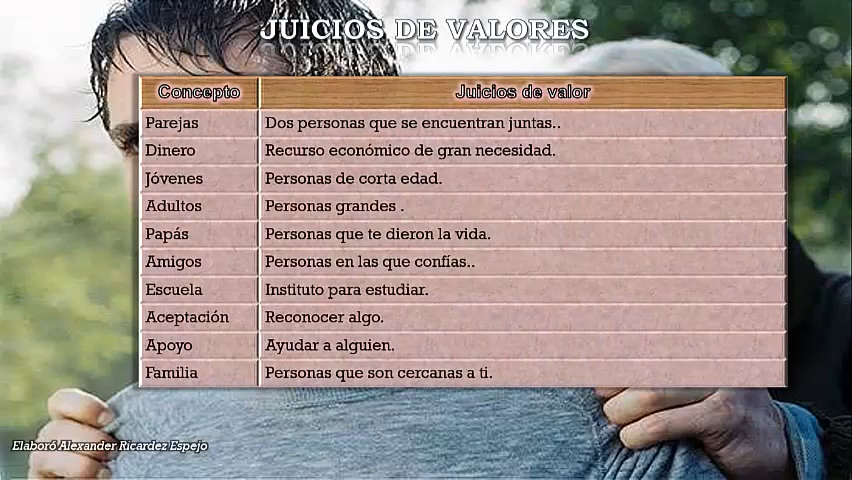 JUICIOS DE VALORES
Concepto Juicios de valor
Parejas Dos personas que se encuentran juntas..
Dinero Recurso económico de gran necesidad.
Jóvenes Personas de corta edad.
Adultos Personas grandes .
Papás Personas que te dieron la vida.
Amigos Personas en las que confías..
Escuela Instituto para estudiar.
Aceptación Reconocer algo.
Apoyo Ayudar a alguien.
Familia Personas que son cercanas a ti.
Elaboró Alexander Ricardez Espejo